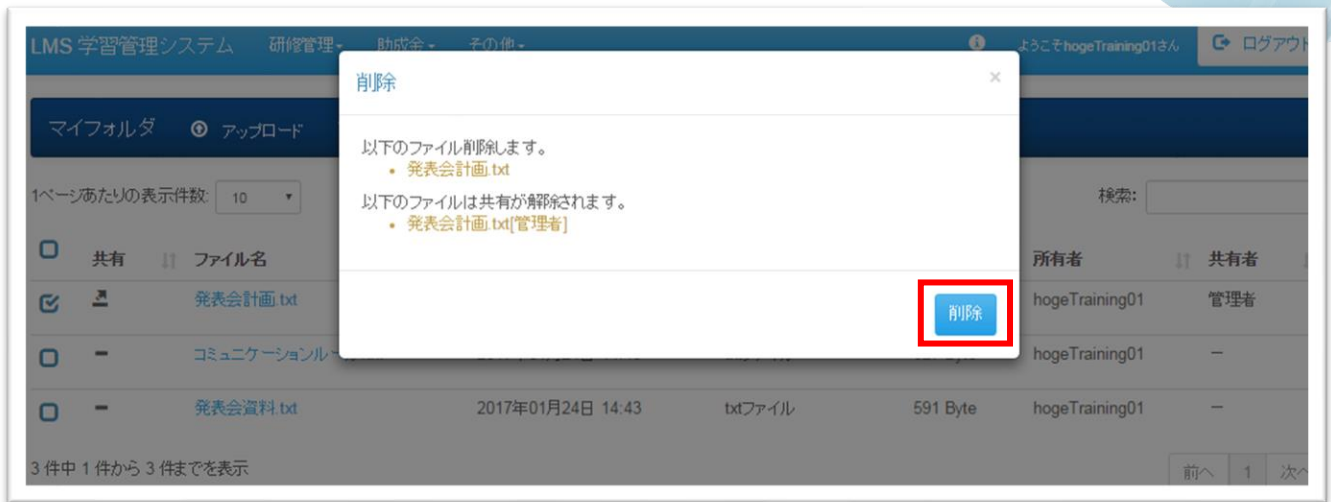 LMS 学習管理システム 研修管理 助成金 その他 ようこそhogeTraining01さん ログアウト
削除 ×
マイフォルダ アップロード
以下のファイル削除します。
• 発表会計画.txt
1ページあたりの表示件数: 10 検索:
以下のファイルは共有が解除されます。
• 発表会計画.txt[管理者]
共有 ファイル名 所有者 共有者
発表会計画.txt hogeTraining01 管理者
削除
コミュニケーションルー hogeTraining01 ー
発表会資料.txt 2017年01月24日 14:43 txtファイル 591 Byte hogeTraining01 ー
3 件中 1 件から 3 件までを表示
前へ 1 次へ